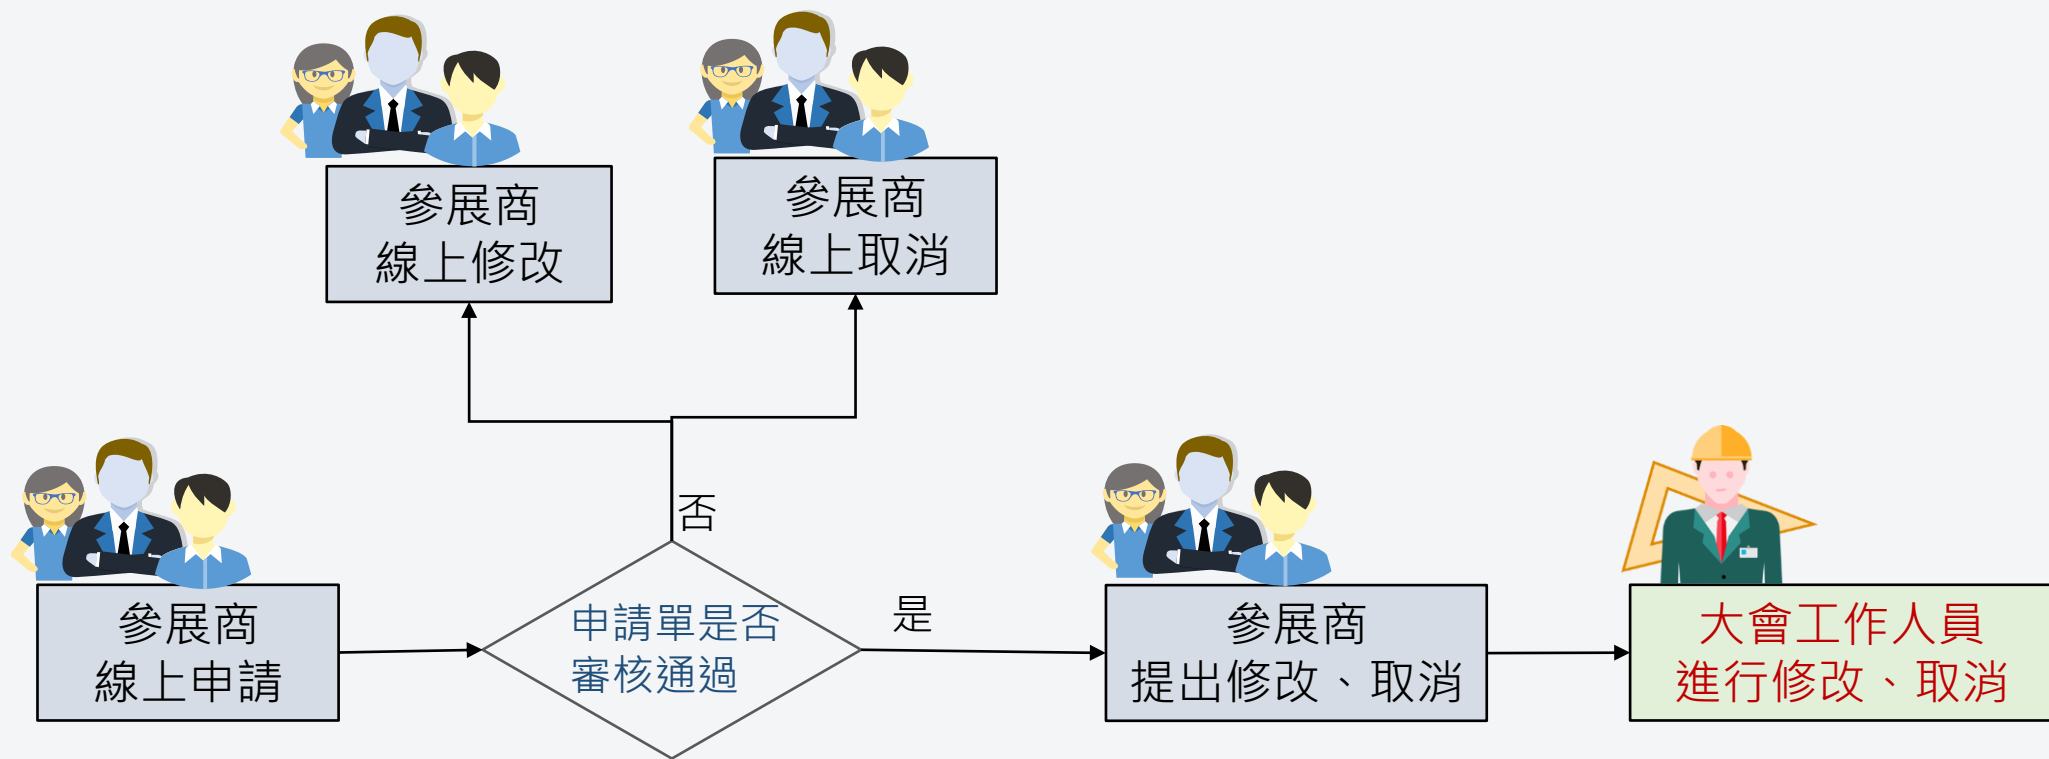 參展商
線上修改
參展商
線上取消
否
參展商
線上申請
申請單是否
審核通過
是
參展商
提出修改、取消
大會工作人員
進行修改、取消